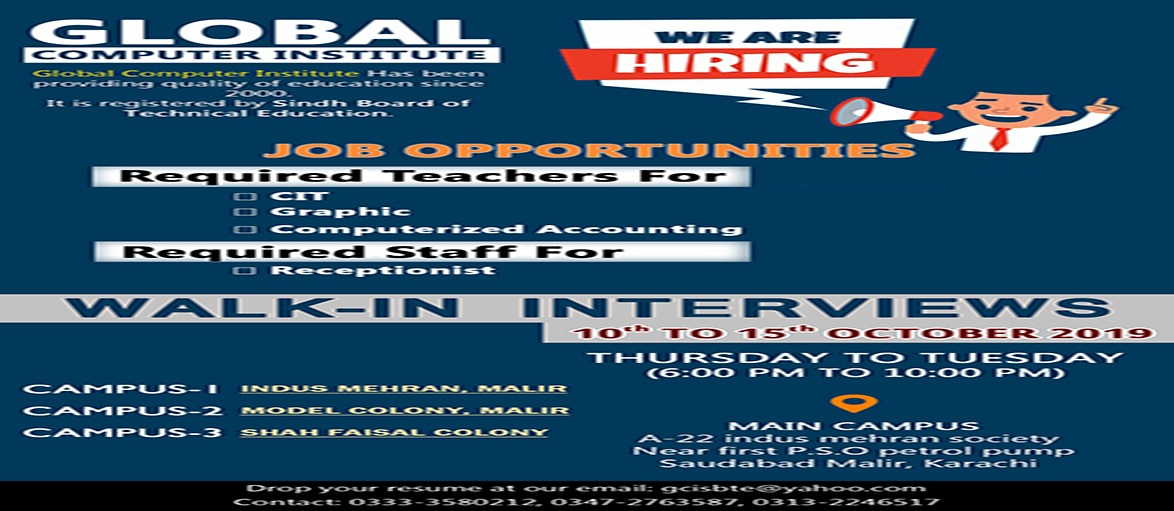 GLOBAL
COMPUTER INSTITUTE
Global Computer Institute Has been
providing quality of education since
2000.
It is registered by Sindh Board of
Technical Education.
WE ARE
HIRING
JOB OPPORTUNITIES
Required Teachers For
CIT
Graphic
Computerized Accounting
Required Staff For
Receptionist
WALK-IN INTERVIEWS
10th TO 15th OCTOBER 2019
THURSDAY TO TUESDAY
(6:00 PM TO 10:00 PM)
CAMPUS-1 INDUS MEHRAN, MALIR
CAMPUS-2 MODEL COLONY, MALIR
CAMPUS-3 SHAH FAISAL COLONY
MAIN CAMPUS
A-22 indus mehran society
Near first P.S.O petrol pump
Saudabad Malir, Karachi
Drop your resume at our email: gcisbte@yahoo.com
Contact: 0333-3580212, 0347-2763587, 0313-2246517